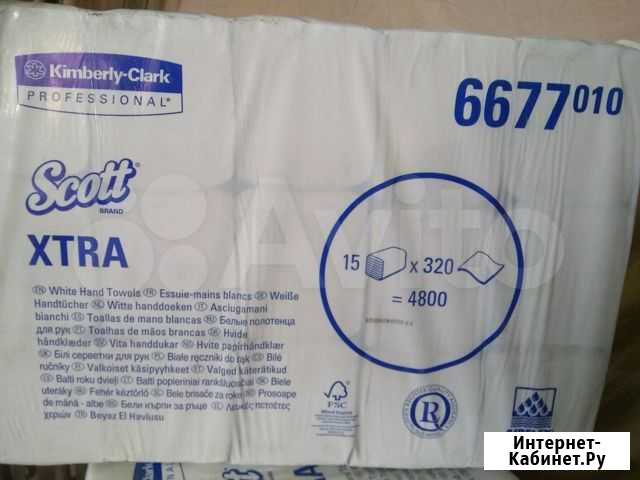 Kimberly-Clark
PROFESSIONAL*
6677 010
Scott
BRAND
XTRA
15 x 320
= 4800
White Hand Towels Essuie-mains blancs Weiße
Handtücher Witte handdoeken Asciugamani
bianchi Toallas de mano blancas Белые полотенца
для рук Toalhas de mãos brancas Hvide
håndklæder Vita handdukar Hvite papirhåndklær
Білі серветки для рук Białe ręczniki do rąk Bílé
ručníky Valkoiset käsipyyhkeet Valged käterätikud
Balti roku dvieļi Balti popieriniai rankšluosčiai Biele
uteráky Fehér kéztörlő Bele brisače za roke Prosoape
de mână - albe Бели кърпи за ръце Λευκές πετσέτες
χεριών Beyaz El Havlusu
FSC
R
Avito
Интернет-
Кабинет.Ру